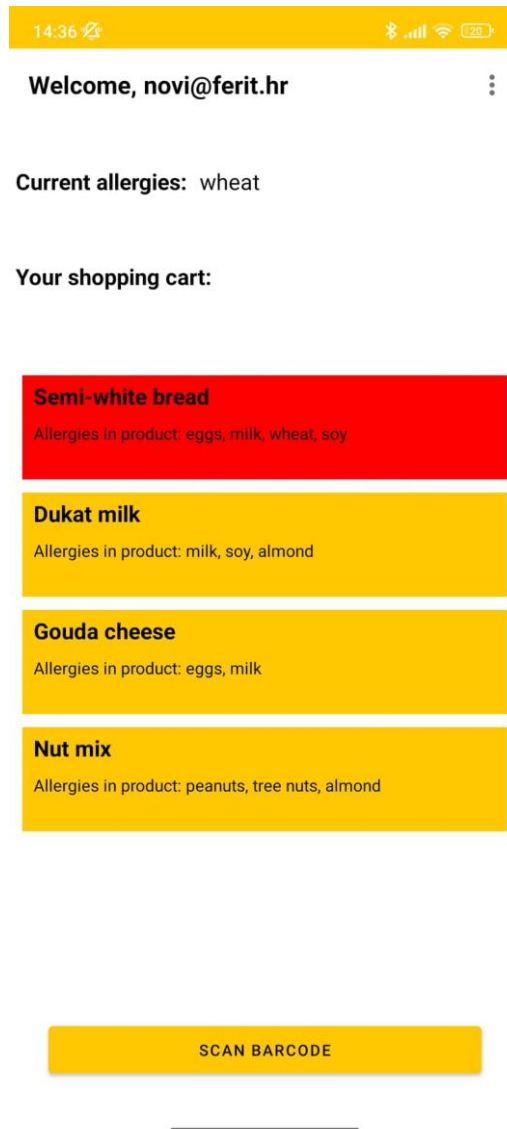 14:36 20
Welcome, novi@ferit.hr
Current allergies: wheat
Your shopping cart:
Semi-white bread
Allergies in product: eggs, milk, wheat, soy
Dukat milk
Allergies in product: milk, soy, almond
Gouda cheese
Allergies in product: eggs, milk
Nut mix
Allergies in product: peanuts, tree nuts, almond
SCAN BARCODE